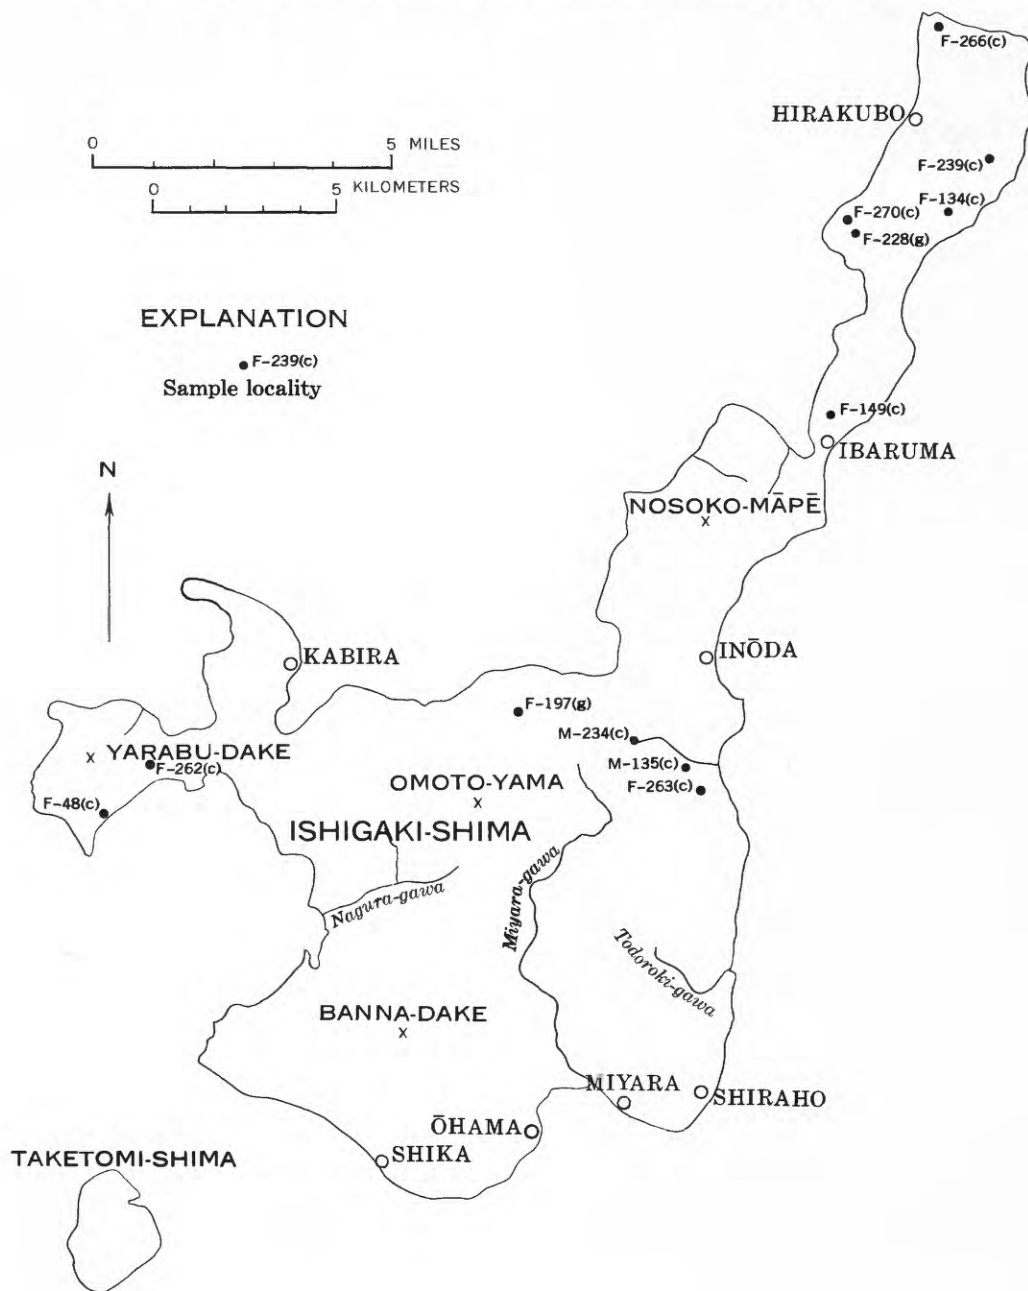 F-266(c)
HIRAKUBO
0 5 MILES
0 5 KILOMETERS
F-239(c)
F-134(c)
F-270(c)
F-228(g)
EXPLANATION
F-239(c)
Sample locality
F-149(c)
IBARUMA
N
NOSOKO-MĀPĒ
x
KABIRA
INŌDA
F-197(g)
M-234(c)
x YARABU-DAKE
F-262(c)
M-135(c)
OMOTO-YAMA
x
F-263(c)
F-48(c)
ISHIGAKI-SHIMA
Nagura-gawa
Miyara-gawa
Todoroki-gawa
BANNA-DAKE
x
MIYARA
SHIRAHO
ŌHAMA
SHIKA
TAKETOMI-SHIMA